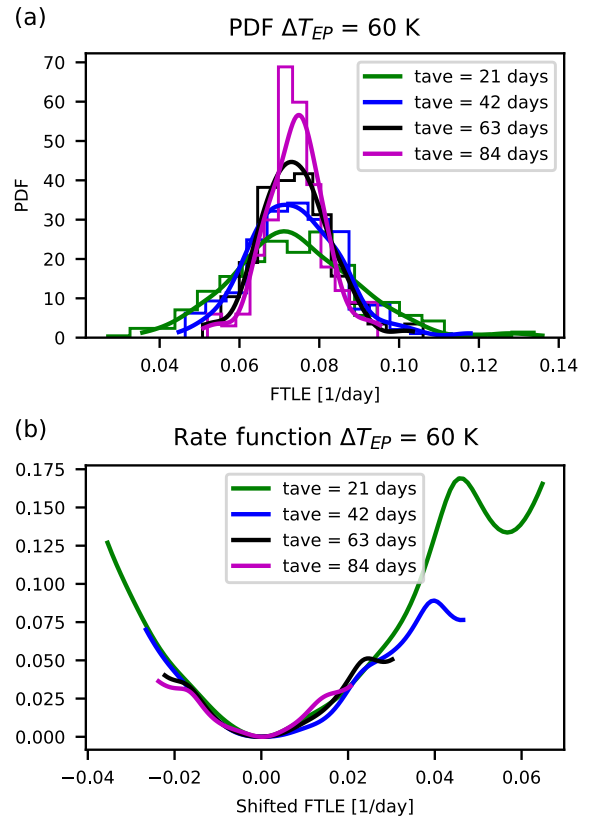 (a)
PDF ΔT_EP = 60 K
PDF
70
60
50
40
30
20
10
0
tave = 21 days
tave = 42 days
tave = 63 days
tave = 84 days
0.04 0.06 0.08 0.10 0.12 0.14
FTLE [1/day]
(b)
Rate function ΔT_EP = 60 K
0.175
0.150
0.125
0.100
0.075
0.050
0.025
0.000
tave = 21 days
tave = 42 days
tave = 63 days
tave = 84 days
−0.04 −0.02 0.00 0.02 0.04 0.06
Shifted FTLE [1/day]